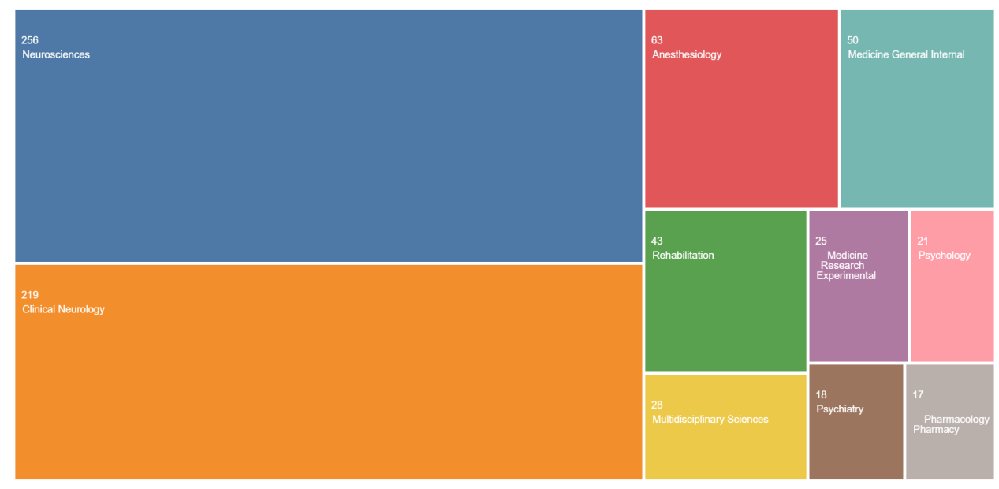 256
Neurosciences
63
Anesthesiology
50
Medicine General Internal
219
Clinical Neurology
43
Rehabilitation
25
Medicine
Research
Experimental
21
Psychology
28
Multidisciplinary Sciences
18
Psychiatry
17
Pharmacology
Pharmacy